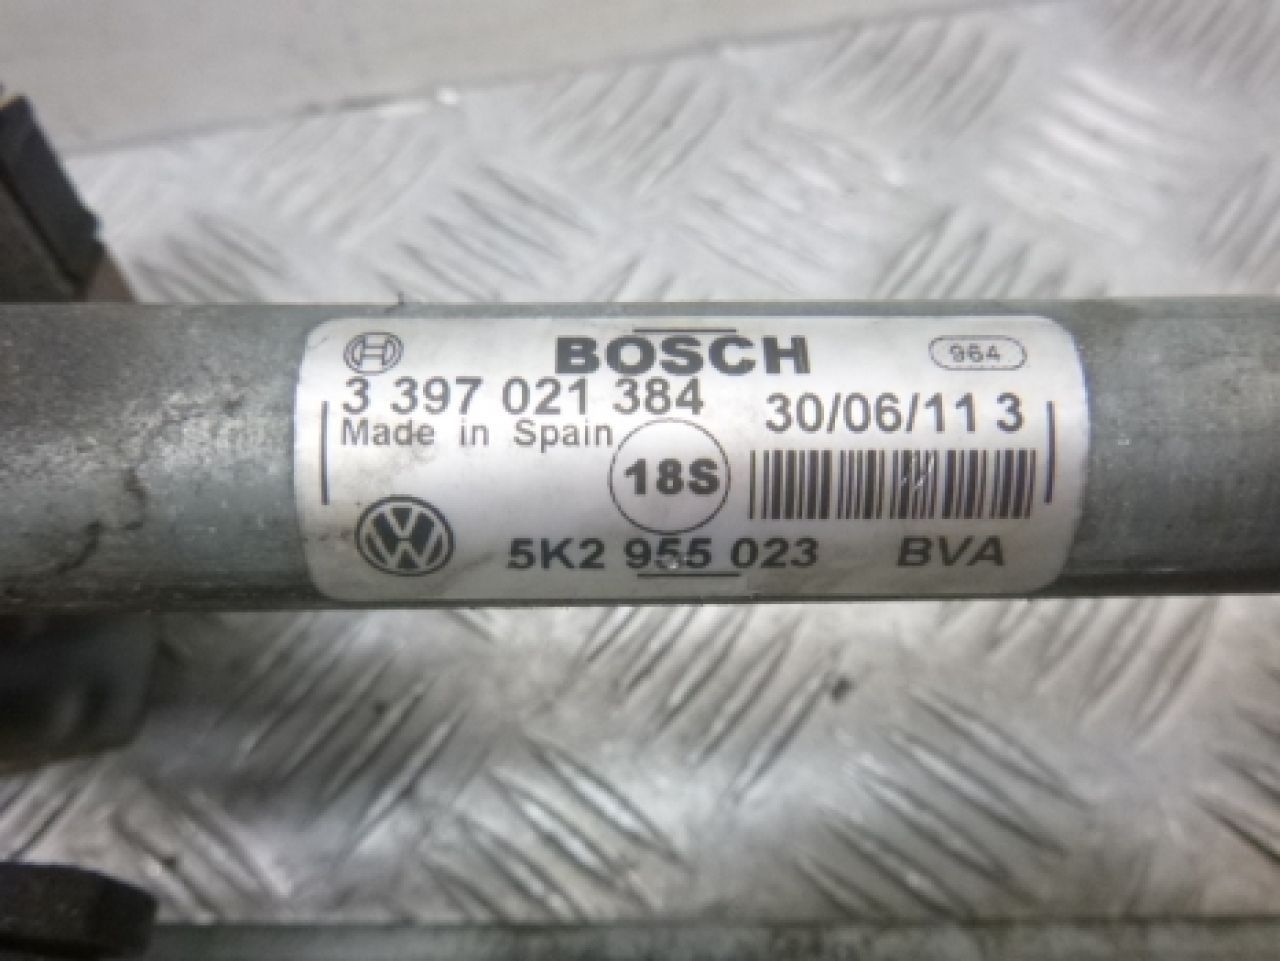 BOSCH 964
3 397 021 384 30/06/11 3
Made in Spain
18S
5K2 955 023 BVA